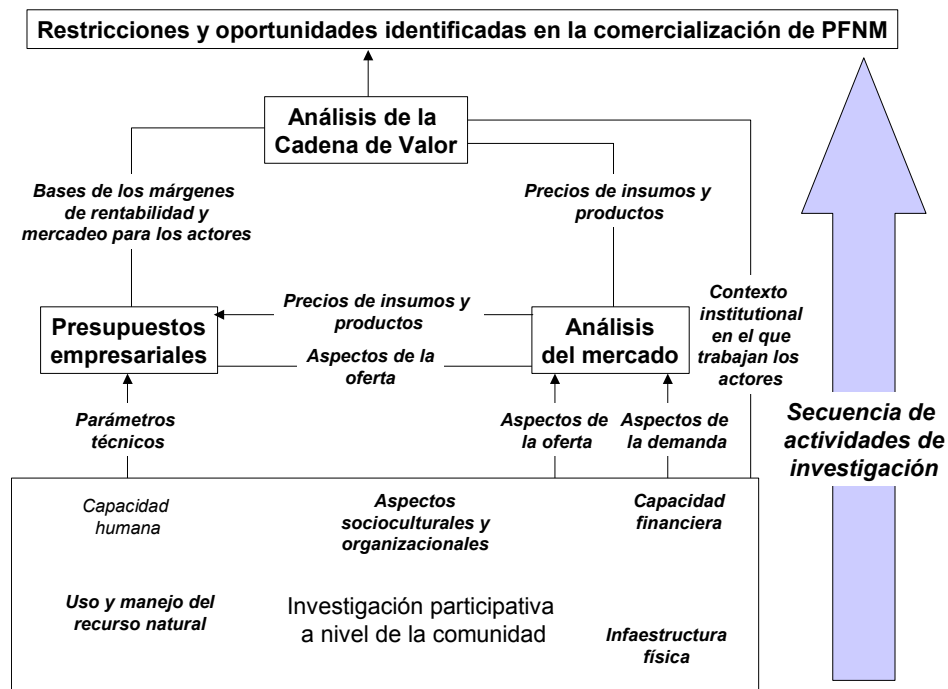 Restricciones y oportunidades identificadas en la comercialización de PFNM
Análisis de la
Cadena de Valor
Bases de los márgenes
de rentabilidad y
mercadeo para los actores
Precios de insumos y
productos
Precios de insumos y
productos
Aspectos de la
oferta
Presupuestos
empresariales
Análisis
del mercado
Contexto
institutional
en el que
trabajan los
actores
Parámetros
técnicos
Aspectos de
la oferta
Aspectos de
la demanda
Secuencia de
actividades de
investigación
Capacidad
humana
Aspectos
socioculturales y
organizacionales
Capacidad
financiera
Uso y manejo del
recurso natural
Investigación participativa
a nivel de la comunidad
Infaestructura
física